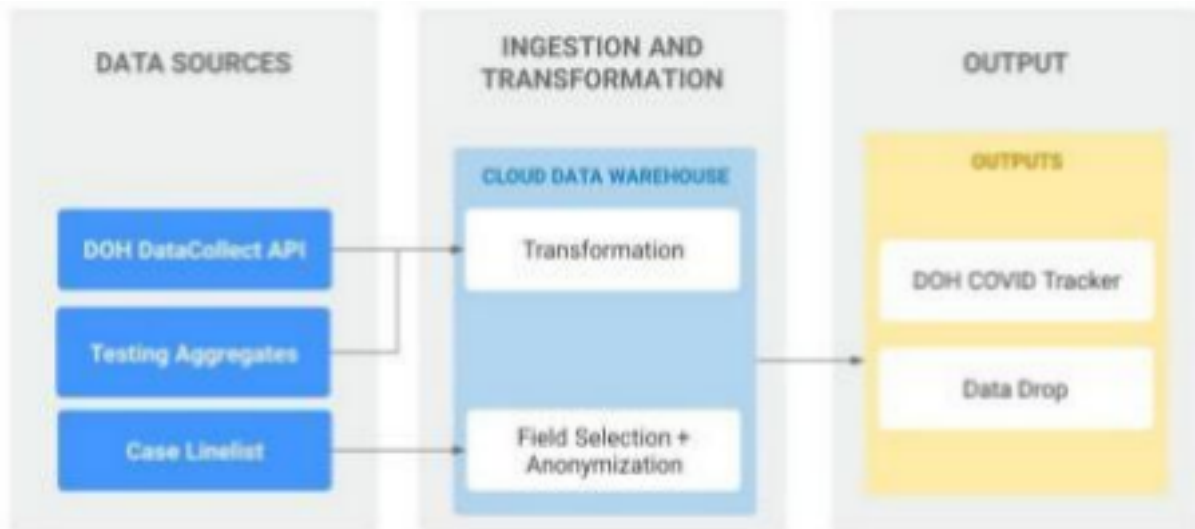 DATA SOURCES
DOH DataCollect API
Testing Aggregates
Case Linelist
INGESTION AND
TRANSFORMATION
CLOUD DATA WAREHOUSE
Transformation
Field Selection +
Anonymization
OUTPUT
OUTPUTS
DOH COVID Tracker
Data Drop